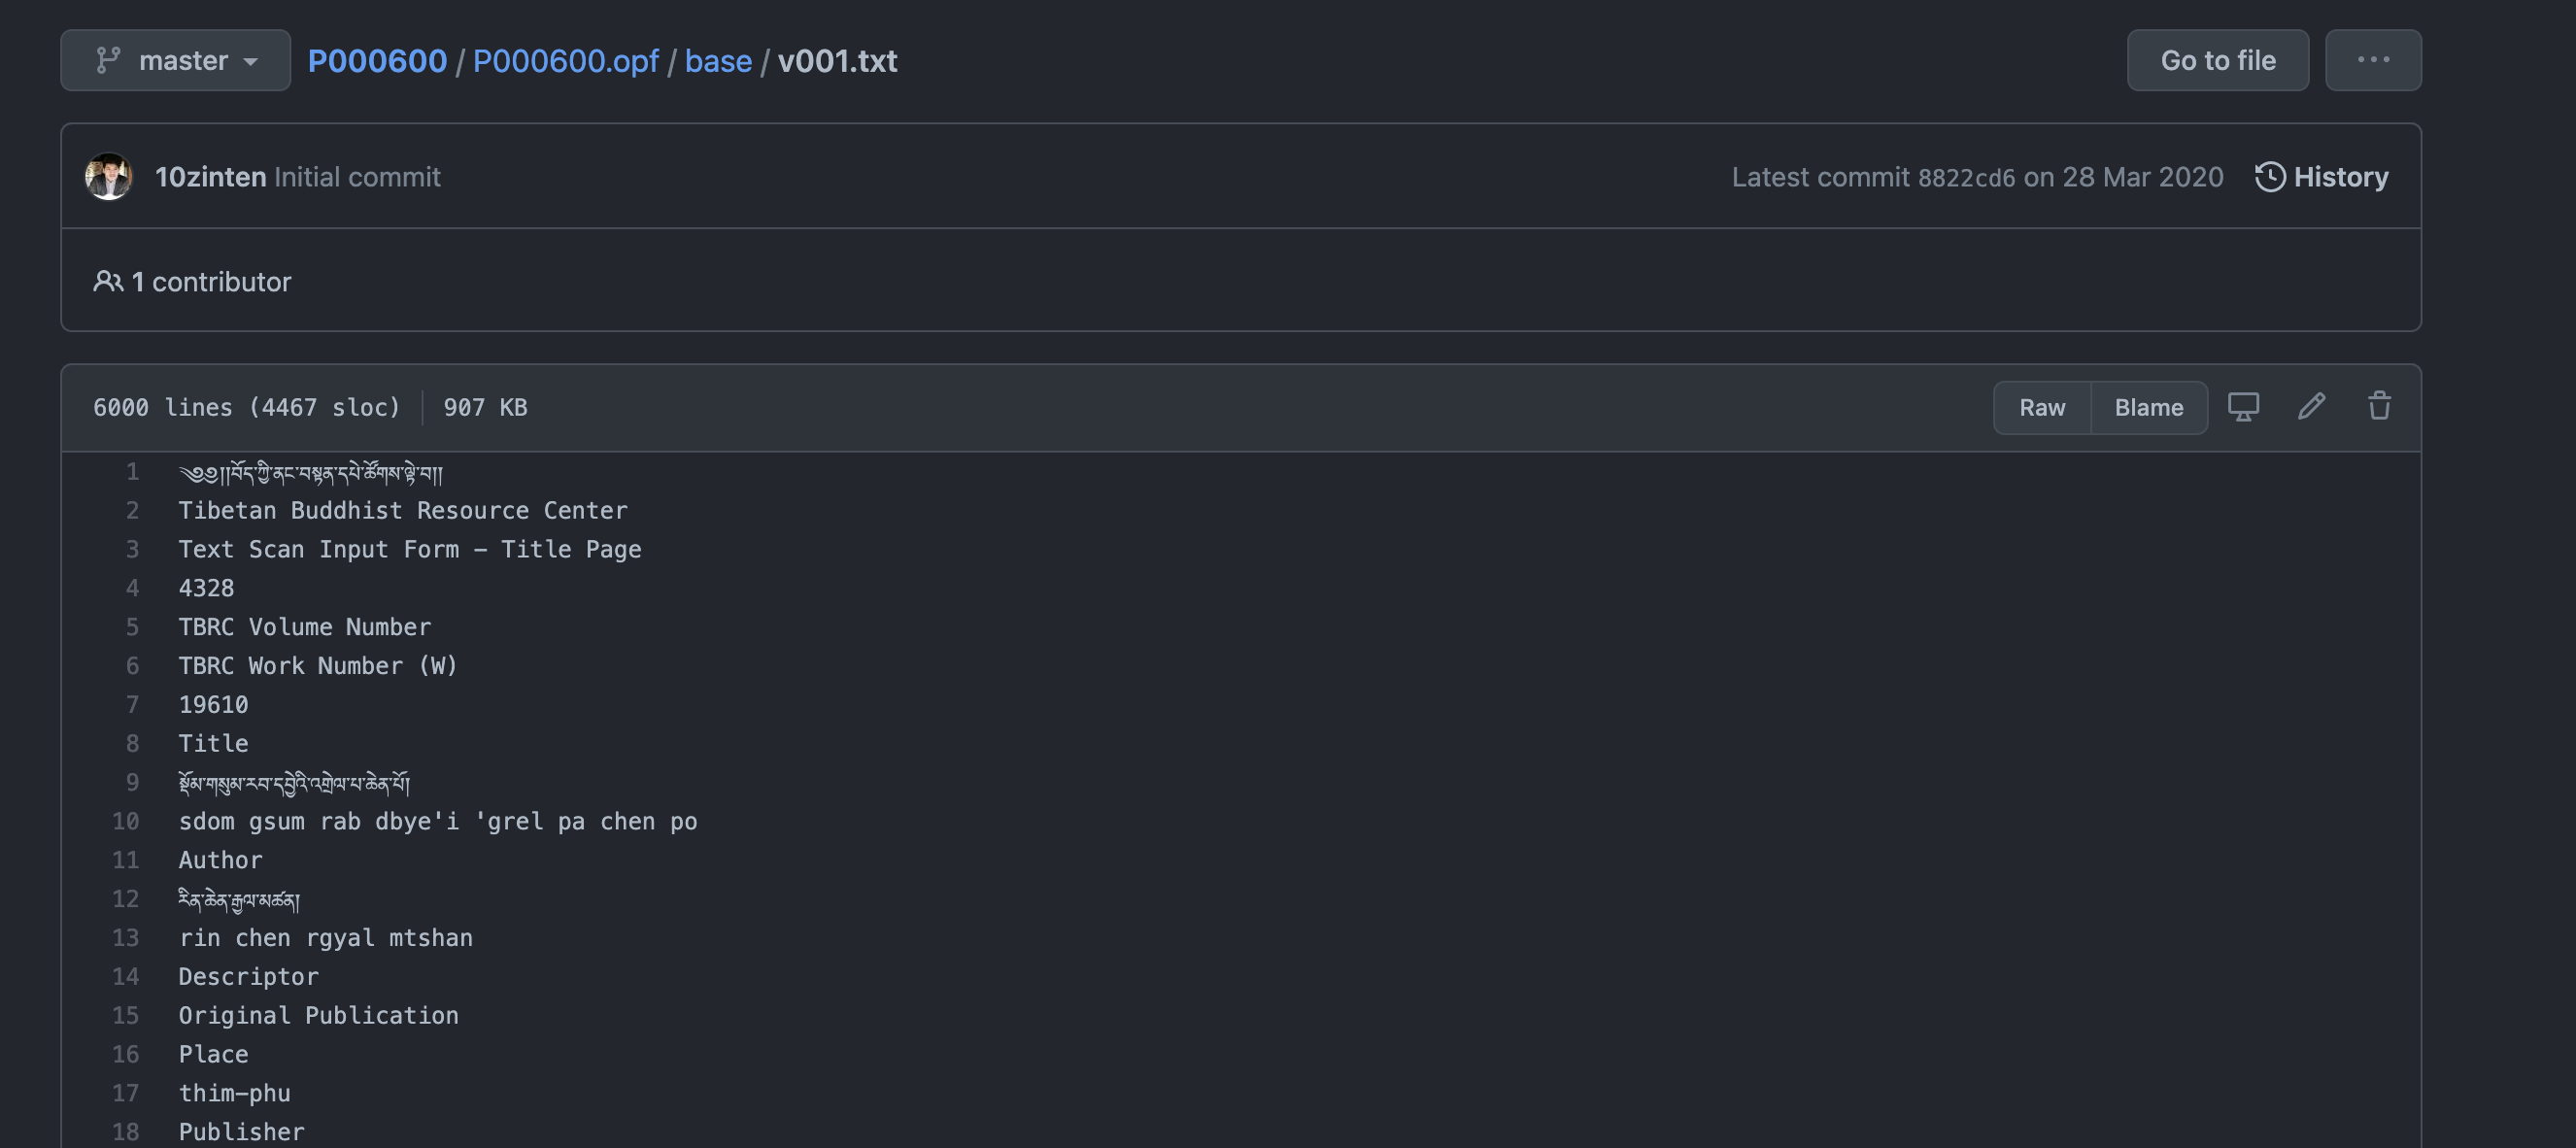 master P000600 / P000600.opf / base / v001.txt Go to file ...
10zinten Initial commit Latest commit 8822cd6 on 28 Mar 2020 History
1 contributor
6000 lines (4467 sloc) 907 KB Raw Blame
1 ༄༅།།བོད་ཀྱི་ནང་བསྟན་དཔེ་ཚོགས་ལྟེ་བ།།
2 Tibetan Buddhist Resource Center
3 Text Scan Input Form – Title Page
4 4328
5 TBRC Volume Number
6 TBRC Work Number (W)
7 19610
8 Title
9 སྡོམ་གསུམ་རབ་དབྱེའི་འགྲེལ་པ་ཆེན་པོ།
10 sdom gsum rab dbye'i 'grel pa chen po
11 Author
12 རིན་ཆེན་རྒྱལ་མཚན།
13 rin chen rgyal mtshan
14 Descriptor
15 Original Publication
16 Place
17 thim–phu
18 Publisher